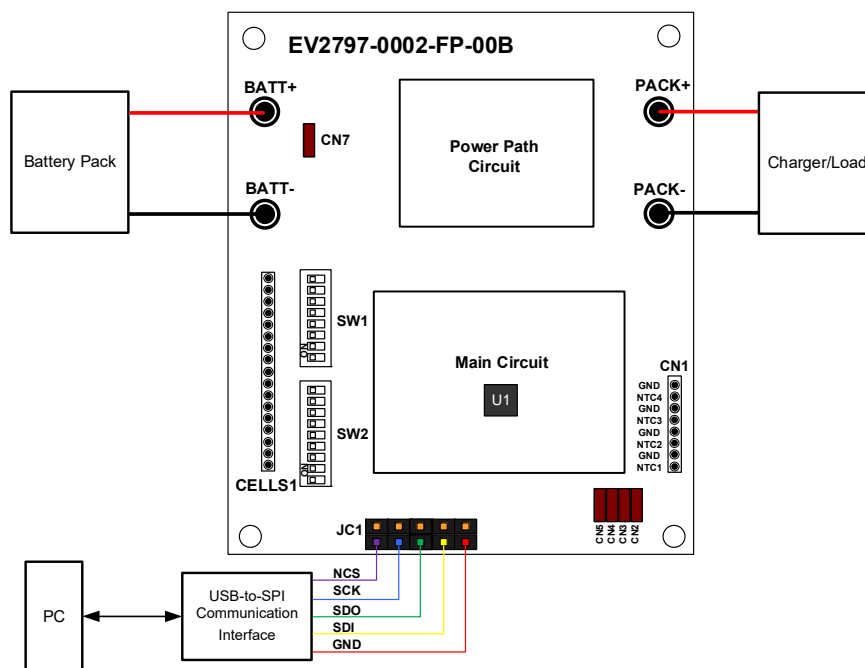 EV2797-0002-FP-00B
BATT+
PACK+
CN7
Battery Pack
Power Path
Circuit
Charger/Load
BATT-
PACK-
SW1
ON
Main Circuit
U1
CN1
GND
NTC4
GND
NTC3
GND
NTC2
GND
NTC1
SW2
ON
CELLS1
CN5
CN4
CN3
CN2
JC1
NCS
SCK
SDO
SDI
GND
PC
USB-to-SPI
Communication
Interface